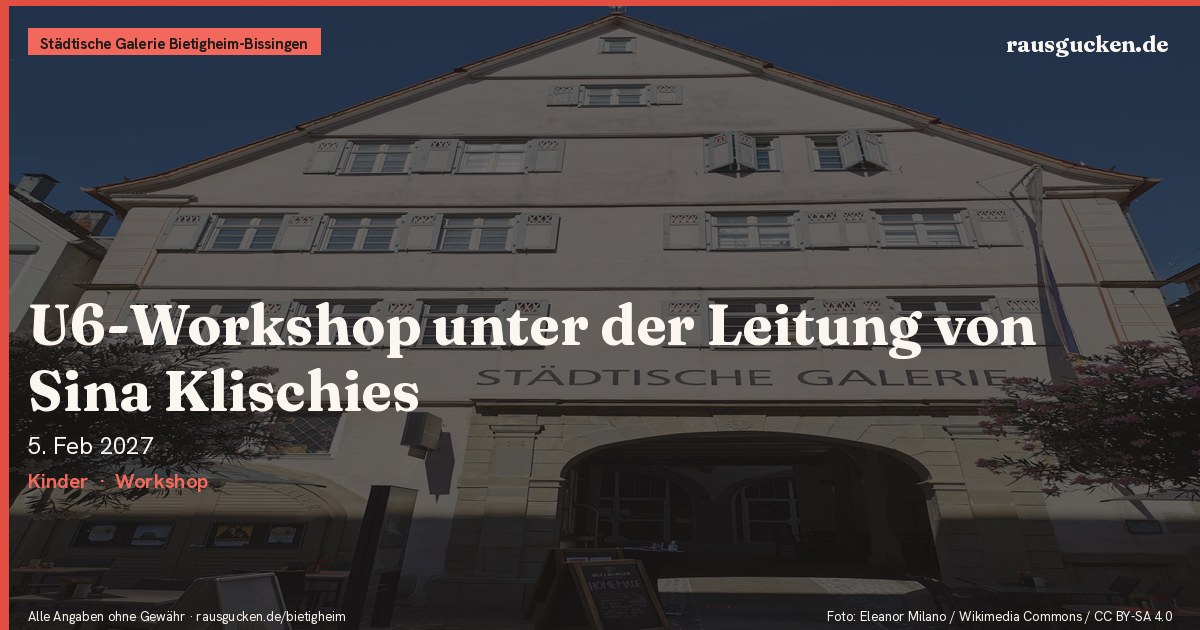 Städtische Galerie Bietigheim-Bissingen
rausgucken.de
U6-Workshop unter der Leitung von
Sina Klischies
STÄDTISCHE GALERIE
5. Feb 2027
Kinder · Workshop
HOMEMADE
Alle Angaben ohne Gewähr · rausgucken.de/bietigheim
Foto: Eleanor Milano / Wikimedia Commons / CC BY-SA 4.0